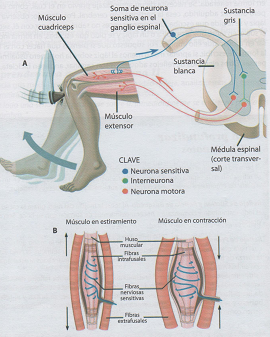 Soma de neurona
sensitiva en el
ganglio espinal
Sustancia
gris
Músculo
cuadríceps
Sustancia
blanca
A
Músculo
extensor
Médula espinal
(corte transver-
sal)
CLAVE
Neurona sensitiva
Interneurona
Neurona motora
B
Músculo en estiramiento
Músculo en contracción
Huso
muscular
Fibras
intrafusales
Fibras
nerviosas
sensitivas
Fibras
extrafusales